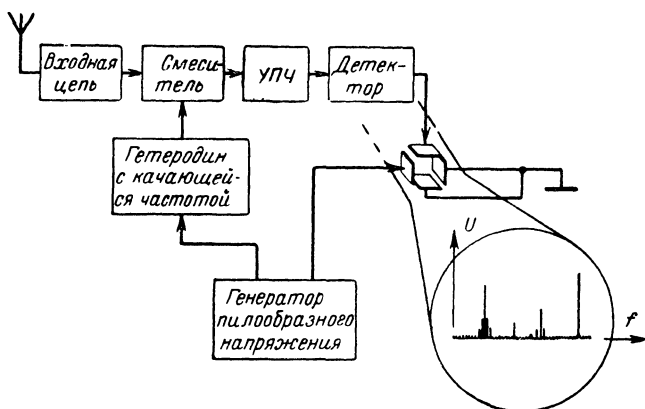 Входная
цепь
Смеси-
тель
УПЧ
Детек-
тор
Гетеродин
с качающей-
ся частотой
Генератор
пилообразного
напряжения
U
f